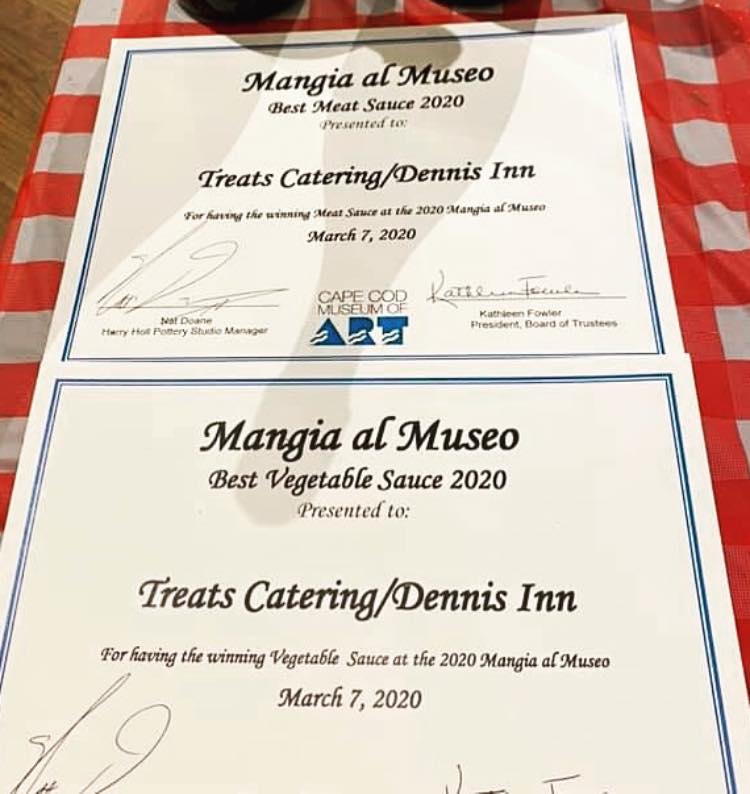 Mangia al Museo
Best Meat Sauce 2020
Presented to:
Treats Catering/Dennis Inn
For having the winning Meat Sauce at the 2020 Mangia al Museo
March 7, 2020
Kathleen Fowler
Nat Doane
Harry Holl Pottery Studio Manager
CAPE COD
MUSEUM OF
ART
Kathleen Fowler
President, Board of Trustees
Mangia al Museo
Best Vegetable Sauce 2020
Presented to:
Treats Catering/Dennis Inn
For having the winning Vegetable Sauce at the 2020 Mangia al Museo
March 7, 2020